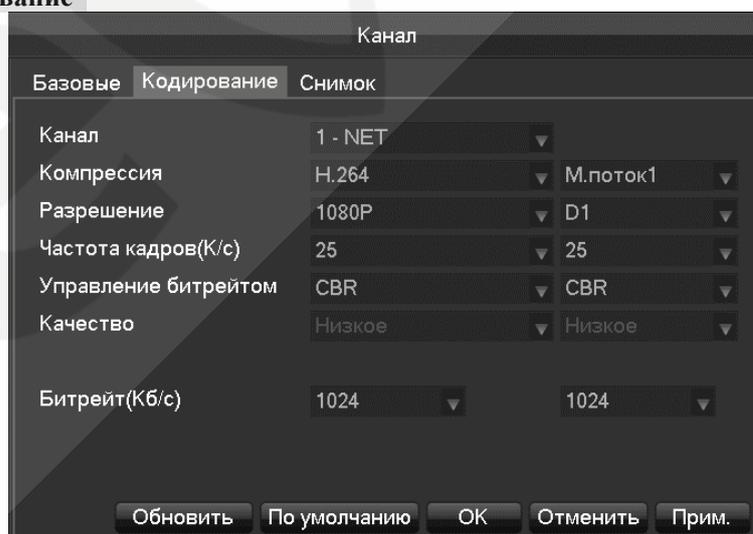 Канал
Базовые Кодирование Снимок
Канал 1 - NET
Компрессия H.264 М.поток1
Разрешение 1080P D1
Частота кадров(К/с) 25 25
Управление битрейтом CBR CBR
Качество Низкое Низкое
Битрейт(Кб/с) 1024 1024
Обновить По умолчанию OK Отменить Прим.